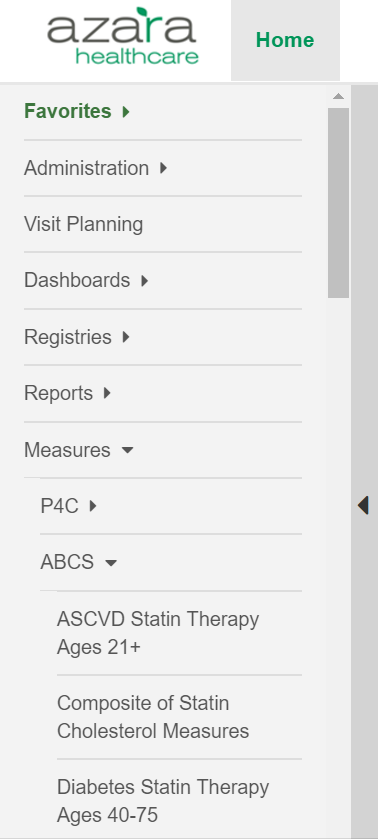 azara
healthcare
Home
Favorites
Administration
Visit Planning
Dashboards
Registries
Reports
Measures
P4C
ABCS
ASCVD Statin Therapy
Ages 21+
Composite of Statin
Cholesterol Measures
Diabetes Statin Therapy
Ages 40-75